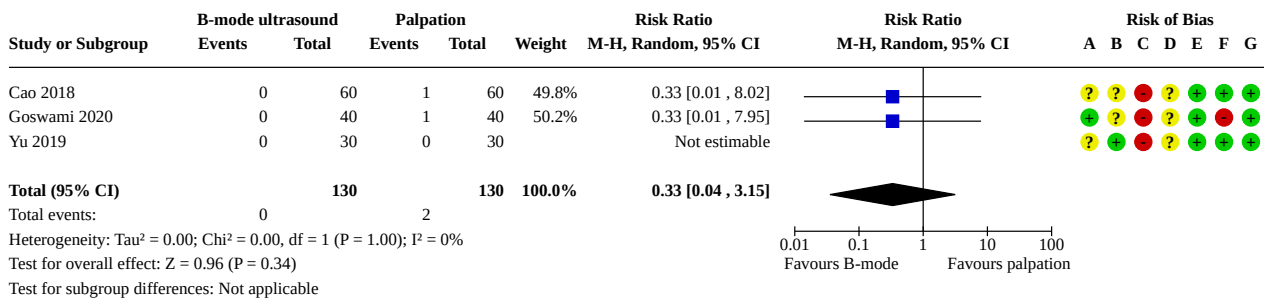 B-mode ultrasound Palpation Risk Ratio Risk Ratio Risk of Bias
Study or Subgroup Events Total Events Total Weight M-H, Random, 95% CI M-H, Random, 95% CI A B C D E F G
Cao 2018 0 60 1 60 49.8% 0.33 [0.01 , 8.02] ? ? - ? + + +
Goswami 2020 0 40 1 40 50.2% 0.33 [0.01 , 7.95] + ? - ? + - +
Yu 2019 0 30 0 30 Not estimable ? + - ? + + +
Total (95% CI) 130 130 100.0% 0.33 [0.04 , 3.15]
Total events: 0 2
Heterogeneity: Tau² = 0.00; Chi² = 0.00, df = 1 (P = 1.00); I² = 0% 0.01 0.1 1 10 100
Test for overall effect: Z = 0.96 (P = 0.34) Favours B-mode Favours palpation
Test for subgroup differences: Not applicable